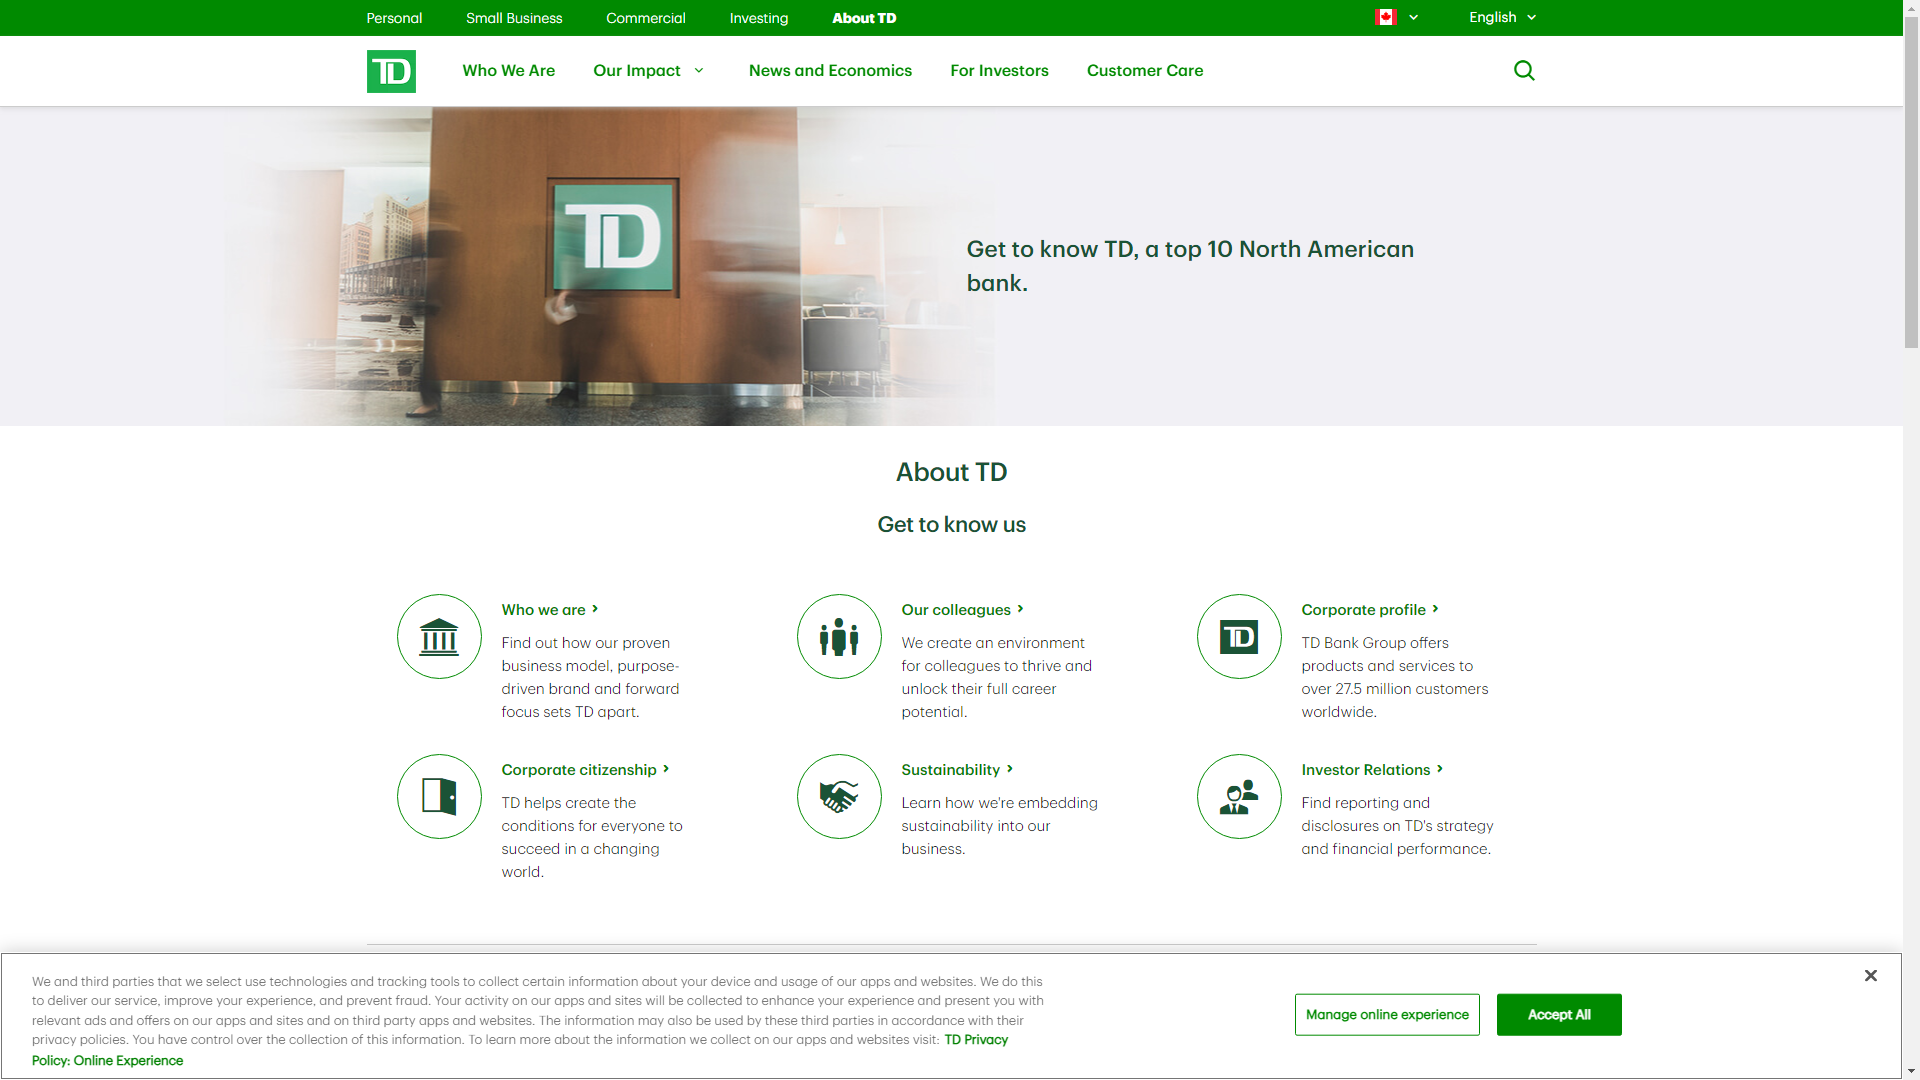 Personal
Small Business
Commercial
Investing
About TD
English
TD
Who We Are
Our Impact
News and Economics
For Investors
Customer Care
TD
Get to know TD, a top 10 North American
bank.
About TD
Get to know us
Who we are
Find out how our proven
business model, purpose-
driven brand and forward
focus sets TD apart.
Our colleagues
We create an environment
for colleagues to thrive and
unlock their full career
potential.
TD
Corporate profile
TD Bank Group offers
products and services to
over 27.5 million customers
worldwide.
Corporate citizenship
TD helps create the
conditions for everyone to
succeed in a changing
world.
Sustainability
Learn how we're embedding
sustainability into our
business.
Investor Relations
Find reporting and
disclosures on TD's strategy
and financial performance.
We and third parties that we select use technologies and tracking tools to collect certain information about your device and usage of our apps and websites. We do this
to deliver our service, improve your experience, and prevent fraud. Your activity on our apps and sites will be collected to enhance your experience and present you with
relevant ads and offers on our apps and sites and on third party apps and websites. The information may also be used by these third parties in accordance with their
privacy policies. You have control over the collection of this information. To learn more about the information we collect on our apps and websites visit: TD Privacy
Policy: Online Experience
Manage online experience
Accept All